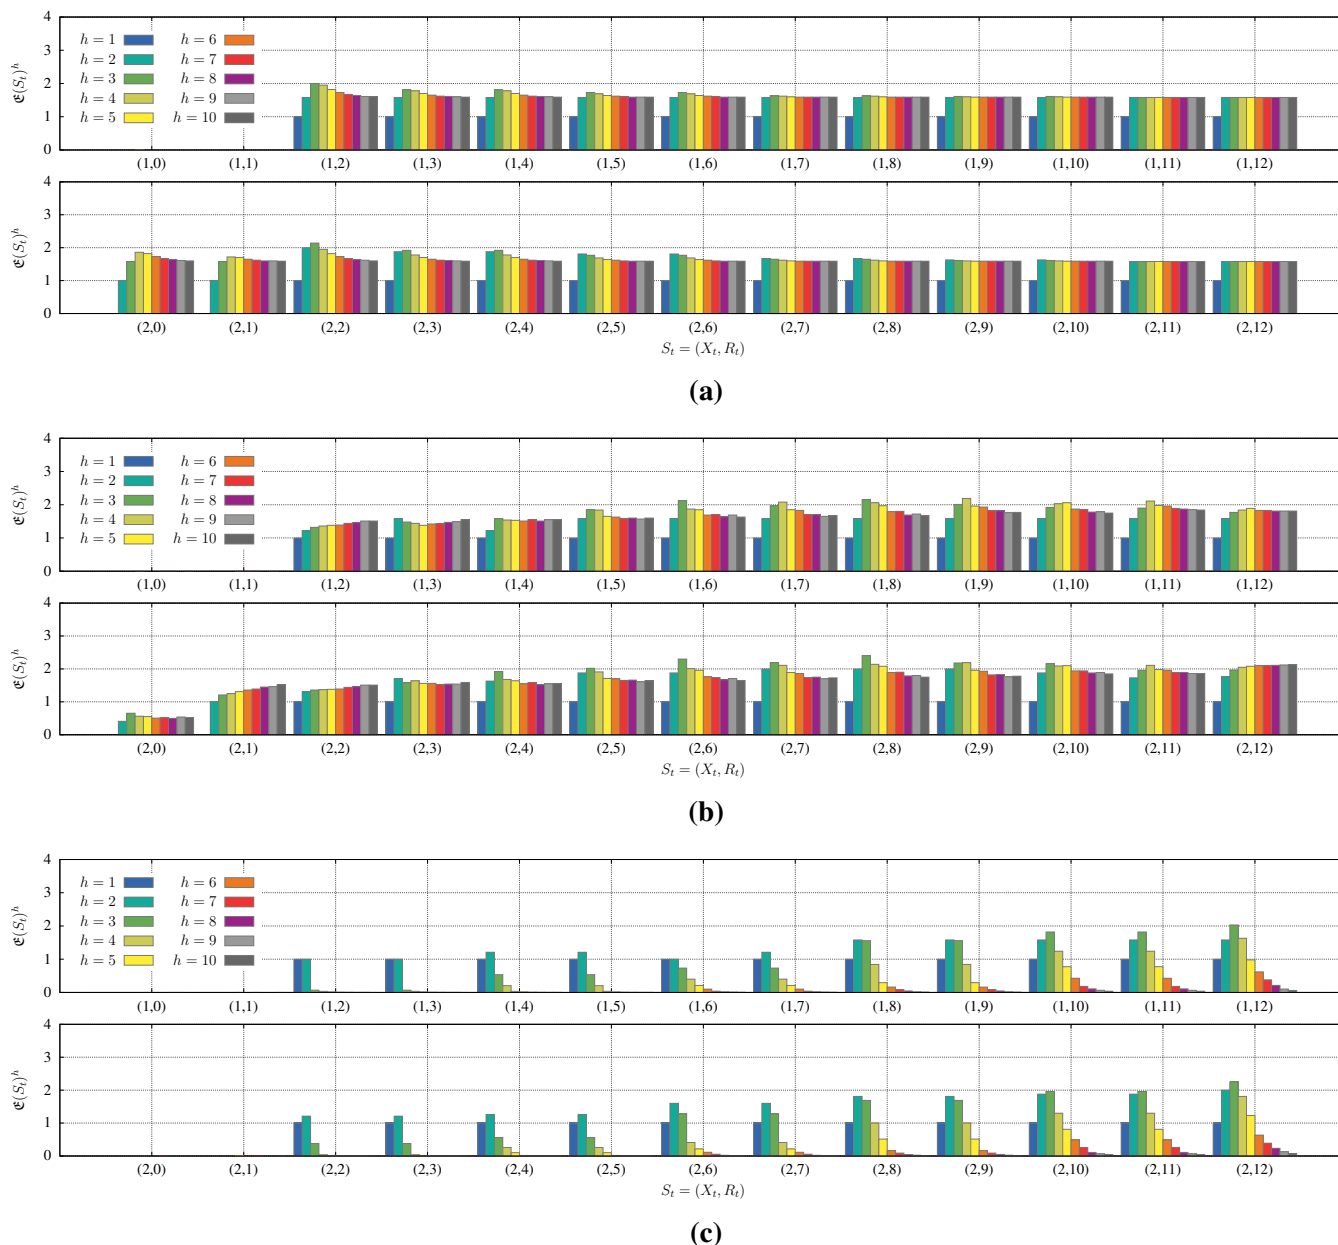 4
3
2
1
0
𝕰(S_t)^h
h = 1
h = 2
h = 3
h = 4
h = 5
h = 6
h = 7
h = 8
h = 9
h = 10
(1,0) (1,1) (1,2) (1,3) (1,4) (1,5) (1,6) (1,7) (1,8) (1,9) (1,10) (1,11) (1,12)
4
3
2
1
0
𝕰(S_t)^h
(2,0) (2,1) (2,2) (2,3) (2,4) (2,5) (2,6) (2,7) (2,8) (2,9) (2,10) (2,11) (2,12)
S_t = (X_t, R_t)
(a)
4
3
2
1
0
𝕰(S_t)^h
h = 1
h = 2
h = 3
h = 4
h = 5
h = 6
h = 7
h = 8
h = 9
h = 10
(1,0) (1,1) (1,2) (1,3) (1,4) (1,5) (1,6) (1,7) (1,8) (1,9) (1,10) (1,11) (1,12)
4
3
2
1
0
𝕰(S_t)^h
(2,0) (2,1) (2,2) (2,3) (2,4) (2,5) (2,6) (2,7) (2,8) (2,9) (2,10) (2,11) (2,12)
S_t = (X_t, R_t)
(b)
4
3
2
1
0
𝕰(S_t)^h
h = 1
h = 2
h = 3
h = 4
h = 5
h = 6
h = 7
h = 8
h = 9
h = 10
(1,0) (1,1) (1,2) (1,3) (1,4) (1,5) (1,6) (1,7) (1,8) (1,9) (1,10) (1,11) (1,12)
4
3
2
1
0
𝕰(S_t)^h
(2,0) (2,1) (2,2) (2,3) (2,4) (2,5) (2,6) (2,7) (2,8) (2,9) (2,10) (2,11) (2,12)
S_t = (X_t, R_t)
(c)